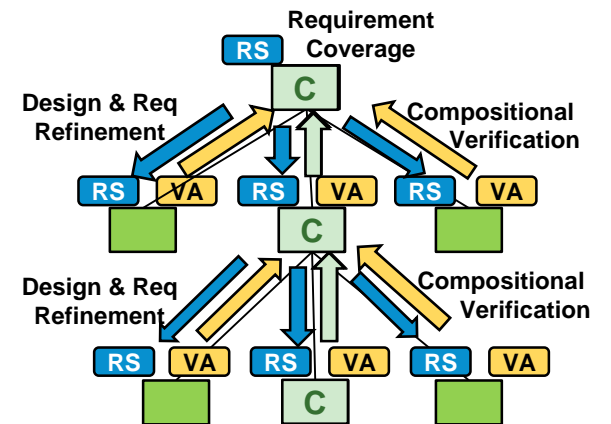 Requirement
Coverage
RS
C
Design & Req
Refinement
Compositional
Verification
RS VA RS VA RS VA
C
Design & Req
Refinement
Compositional
Verification
RS VA RS VA RS VA
C